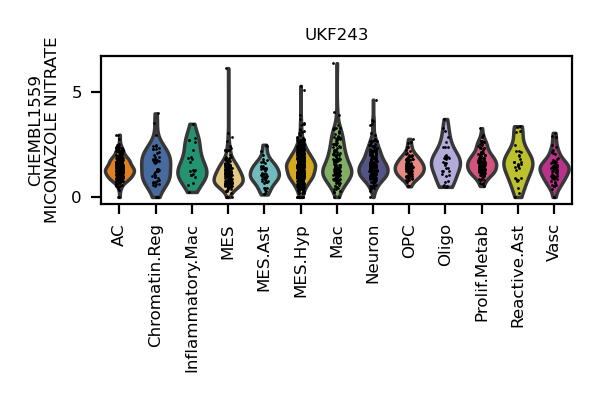 UKF243
CHEMBL1559
MICONAZOLE NITRATE
5
0
AC
Chromatin.Reg
Inflammatory.Mac
MES
MES.Ast
MES.Hyp
Mac
Neuron
OPC
Oligo
Prolif.Metab
Reactive.Ast
Vasc